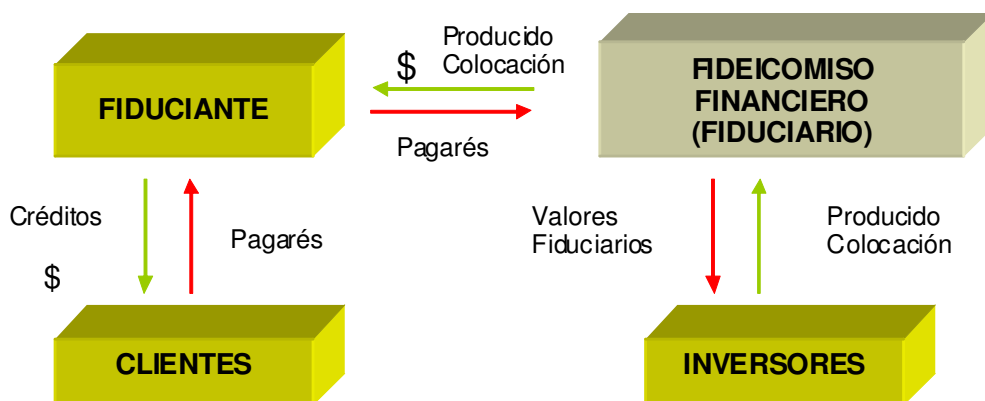 Producido
$ Colocación
FIDUCIANTE
FIDEICOMISO
FINANCIERO
(FIDUCIARIO)
Pagarés
Créditos
$
Pagarés
Valores
Fiduciarios
Producido
Colocación
CLIENTES
INVERSORES